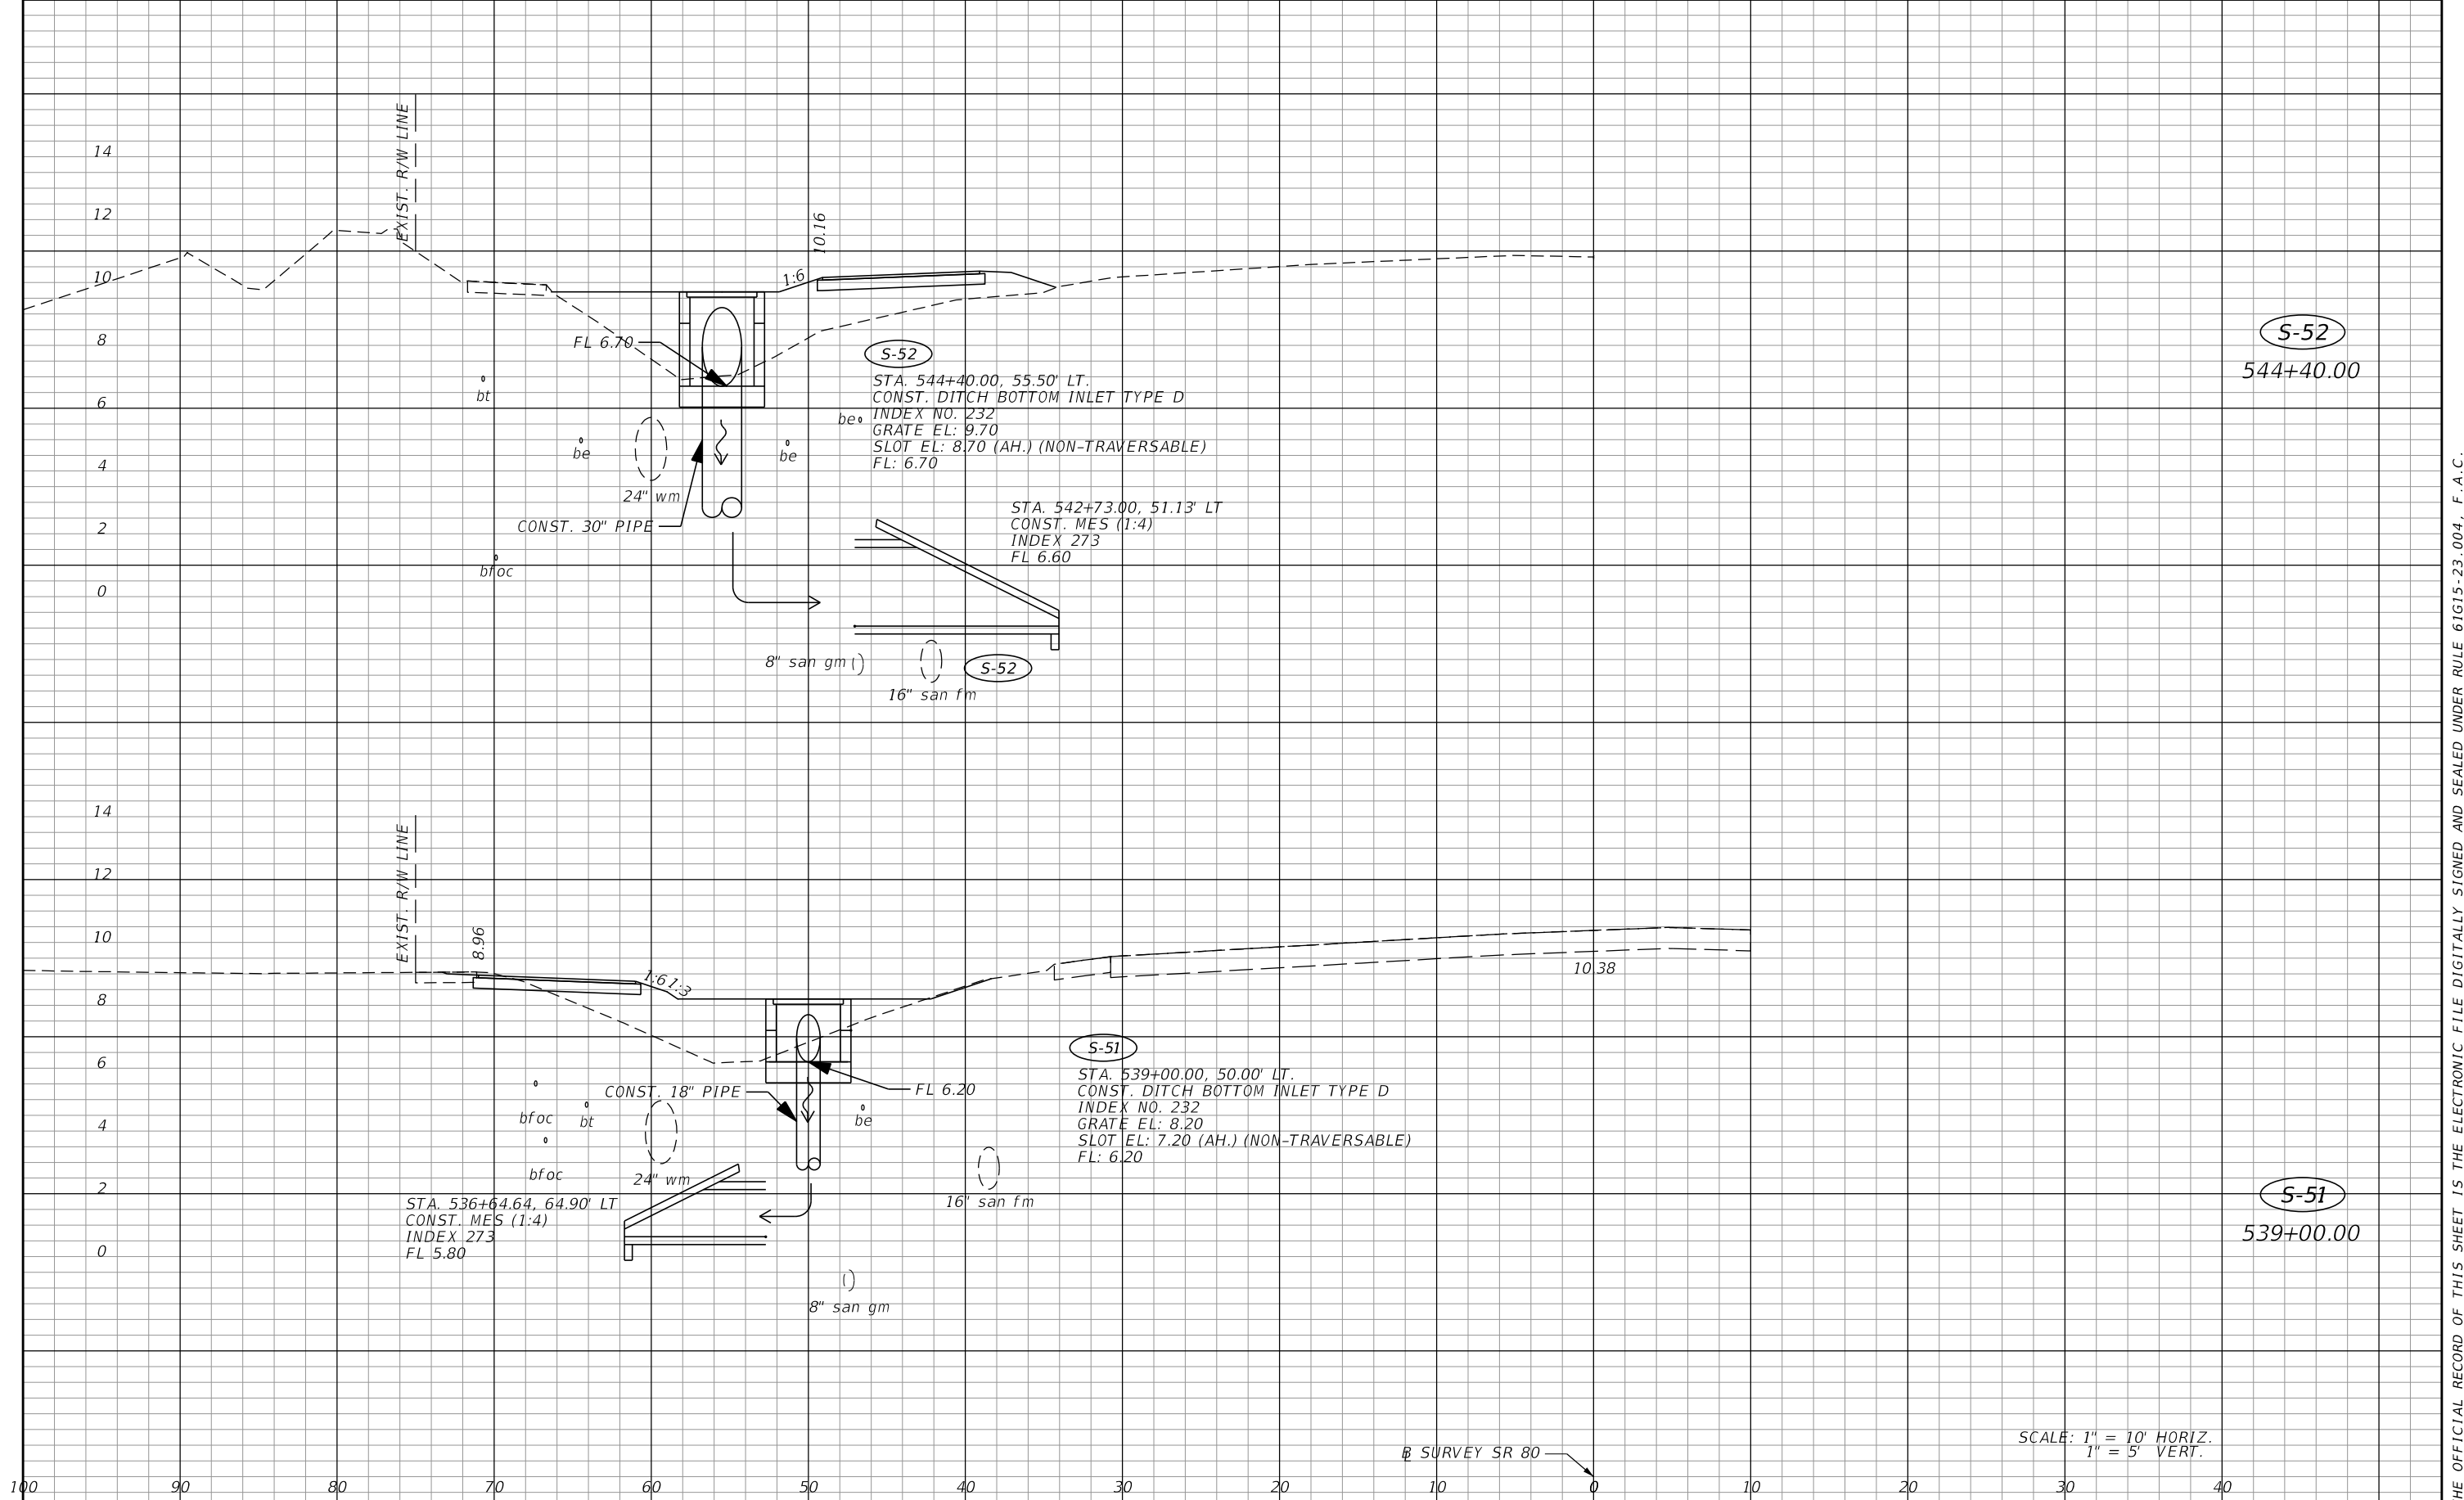 EXIST. R/W LINE
14
12
10
8
6
4
2
0
10.16
1:6
FL 6.70
S-52
STA. 544+40.00, 55.50' LT.
CONST. DITCH BOTTOM INLET TYPE D
INDEX NO. 232
GRATE EL: 9.70
SLOT EL: 8.70 (AH.) (NON-TRAVERSABLE)
FL: 6.70
bt
be
be
be
24" wm
CONST. 30" PIPE
bfoc
STA. 542+73.00, 51.13' LT
CONST. MES (1:4)
INDEX 273
FL 6.60
8" san gm
16" san fm
S-52
S-52
544+40.00
EXIST. R/W LINE
14
12
10
8
6
4
2
0
8.96
1:6
1:3
10.38
S-51
STA. 539+00.00, 50.00' LT.
CONST. DITCH BOTTOM INLET TYPE D
INDEX NO. 232
GRATE EL: 8.20
SLOT EL: 7.20 (AH.) (NON-TRAVERSABLE)
FL: 6.20
CONST. 18" PIPE
FL 6.20
bfoc
bt
be
bfoc
24" wm
16" san fm
STA. 536+64.64, 64.90' LT
CONST. MES (1:4)
INDEX 273
FL 5.80
8" san gm
S-51
539+00.00
BL SURVEY SR 80
SCALE: 1" = 10' HORIZ.
1" = 5' VERT.
100 90 80 70 60 50 40 30 20 10 0 10 20 30 40
HE OFFICIAL RECORD OF THIS SHEET IS THE ELECTRONIC FILE DIGITALLY SIGNED AND SEALED UNDER RULE 61G15-23.004, F.A.C.